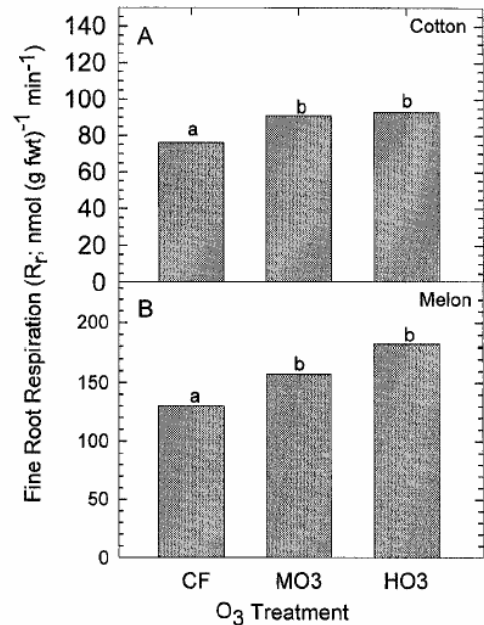 A
Cotton
140
120
100
80
60
40
20
0
a
b
b
B
Melon
200
150
100
50
0
a
b
b
Fine Root Respiration (Rr; nmol (g fwt)⁻¹ min⁻¹)
CF MO3 HO3
O₃ Treatment